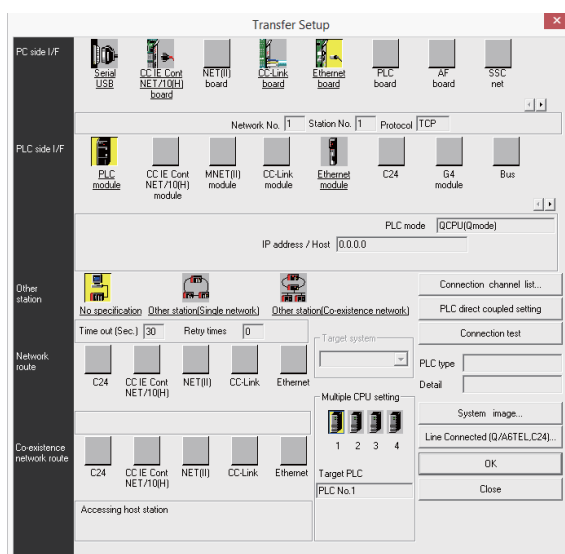 Transfer Setup
PC side I/F
Serial USB
CC IE Cont NET/10(H) board
NET(II) board
CC-Link board
Ethernet board
PLC board
AF board
SSC net
Network No. 1 Station No. 1 Protocol TCP
PLC side I/F
PLC module
CC IE Cont NET/10(H) module
MNET(II) module
CC-Link module
Ethernet module
C24
G4 module
Bus
PLC mode QCPU(Qmode)
IP address / Host 0.0.0.0
Other station
No specification
Other station(Single network)
Other station(Co-existence network)
Time out (Sec.) 30 Retry times 0
Target system
Connection channel list...
PLC direct coupled setting
Connection test
Network route
C24
CC IE Cont NET/10(H)
NET(II)
CC-Link
Ethernet
PLC type
Detail
Multiple CPU setting
1 2 3 4
Target PLC
PLC No.1
System image...
Line Connected (Q/A6TEL,C24)...
OK
Close
Co-existence network route
C24
CC IE Cont NET/10(H)
NET(II)
CC-Link
Ethernet
Accessing host station